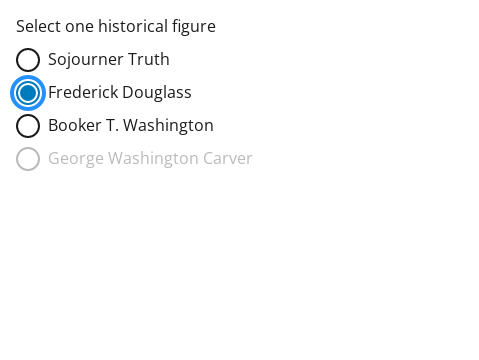 Select one historical figure
Sojourner Truth
Frederick Douglass
Booker T. Washington
George Washington Carver